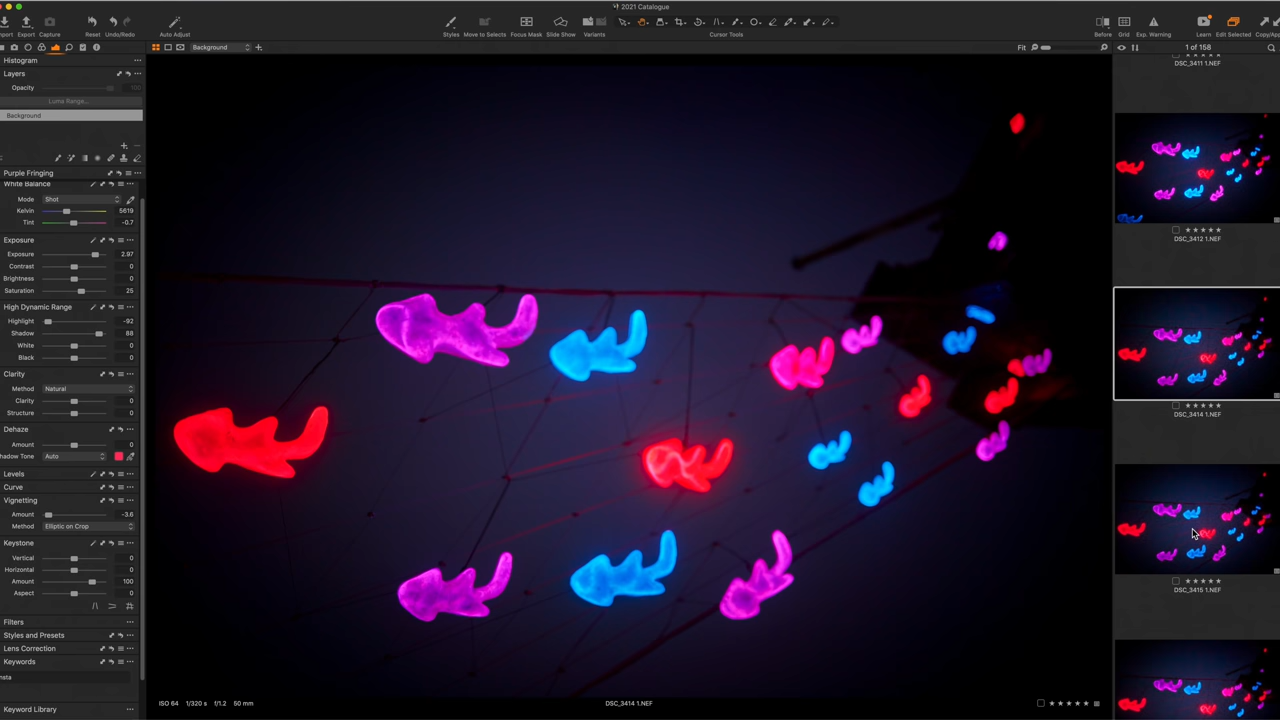 2021 Catalogue
Import Export Capture Reset Undo/Redo Auto Adjust Styles Move to Selects Focus Mask Slide Show Variants Cursor Tools Before Grid Exp. Warning Learn Edit Selected Copy/App
Background Fit 1 of 158
Histogram
Layers
Opacity
Luma Range...
Background
Purple Fringing
White Balance
Mode Shot
Kelvin 5619
Tint -0.7
Exposure
Exposure 2.97
Contrast 0
Brightness 0
Saturation 25
High Dynamic Range
Highlight -92
Shadow 68
White 0
Black 0
Clarity
Method Natural
Clarity 0
Structure 0
Dehaze
Amount 0
hadow Tone Auto
Levels
Curve
Vignetting
Amount -3.6
Method Elliptic on Crop
Keystone
Vertical 0
Horizontal 0
Amount 100
Aspect 0
Filters
Styles and Presets
Lens Correction
Keywords
nsta
Keyword Library
ISO 64 1/320 s f/1.2 50 mm DSC_3414 1.NEF
DSC_3411 1.NEF
DSC_3412 1.NEF
DSC_3414 1.NEF
DSC_3415 1.NEF